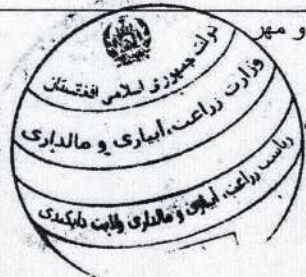 و مهر
دولت جمهوری اسلامی افغانستان
وزارت زراعت، آبیاری و مالداری
ریاست زراعت، آبیاری و مالداری ولایت دایکندی